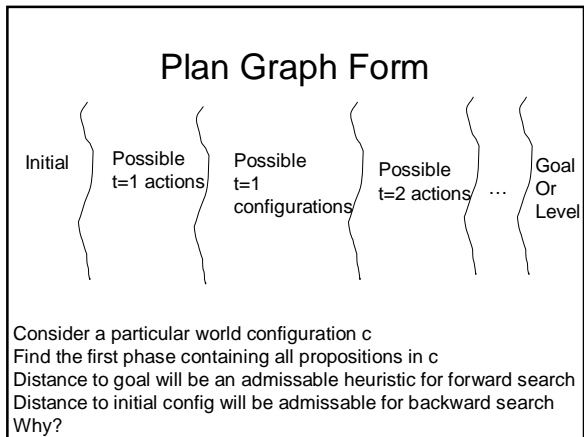 Plan Graph Form
Initial
Possible
t=1 actions
Possible
t=1
configurations
Possible
t=2 actions
…
Goal
Or
Level
Consider a particular world configuration c
Find the first phase containing all propositions in c
Distance to goal will be an admissable heuristic for forward search
Distance to initial config will be admissable for backward search
Why?